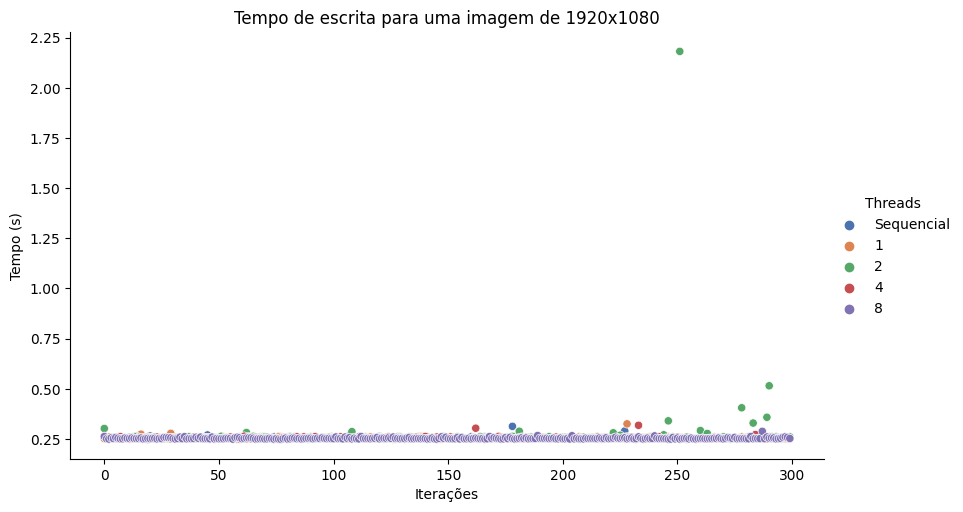 Tempo de escrita para uma imagem de 1920x1080
2.25
2.00
1.75
1.50
1.25
1.00
0.75
0.50
0.25
Tempo (s)
0 50 100 150 200 250 300
Iterações
Threads
Sequencial
1
2
4
8